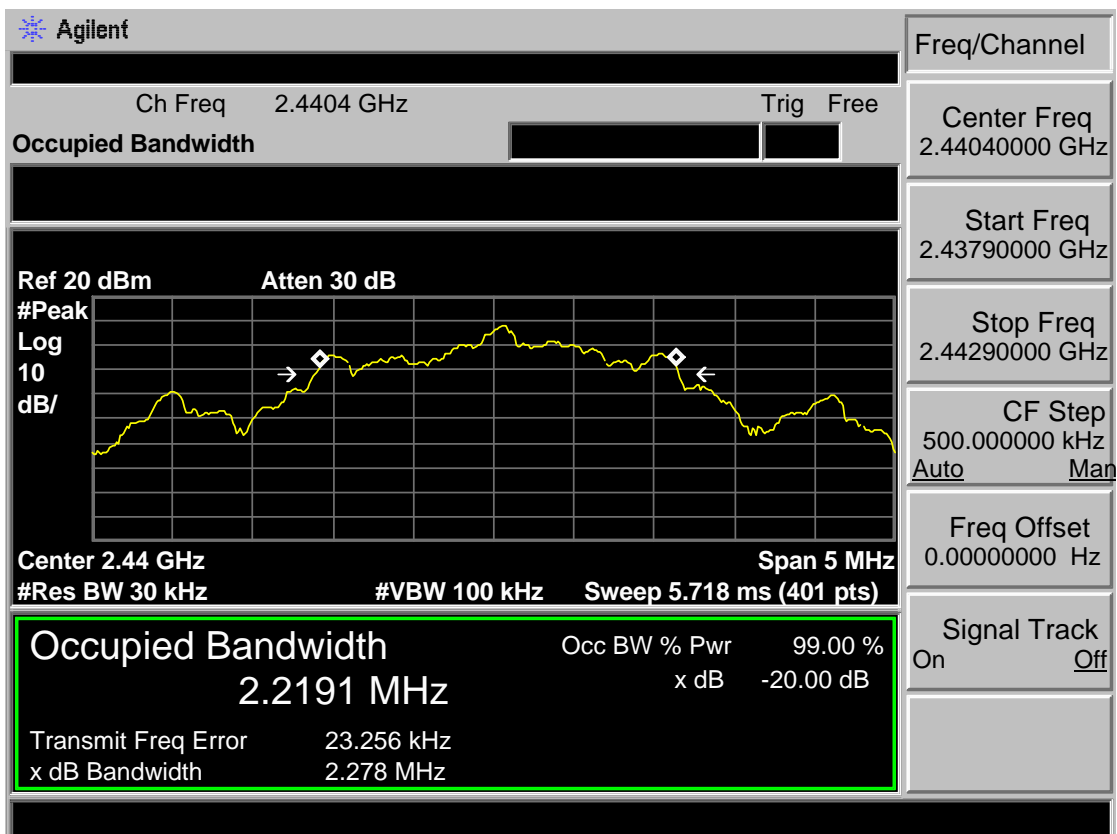 Agilent
Freq/Channel
Ch Freq 2.4404 GHz
Trig Free
Occupied Bandwidth
Center Freq
2.44040000 GHz
Start Freq
2.43790000 GHz
Stop Freq
2.44290000 GHz
CF Step
500.000000 kHz
Auto Man
Freq Offset
0.00000000 Hz
Signal Track
On Off
Ref 20 dBm Atten 30 dB
#Peak
Log
10
dB/
Center 2.44 GHz Span 5 MHz
#Res BW 30 kHz #VBW 100 kHz Sweep 5.718 ms (401 pts)
Occupied Bandwidth
2.2191 MHz
Occ BW % Pwr 99.00 %
x dB -20.00 dB
Transmit Freq Error 23.256 kHz
x dB Bandwidth 2.278 MHz